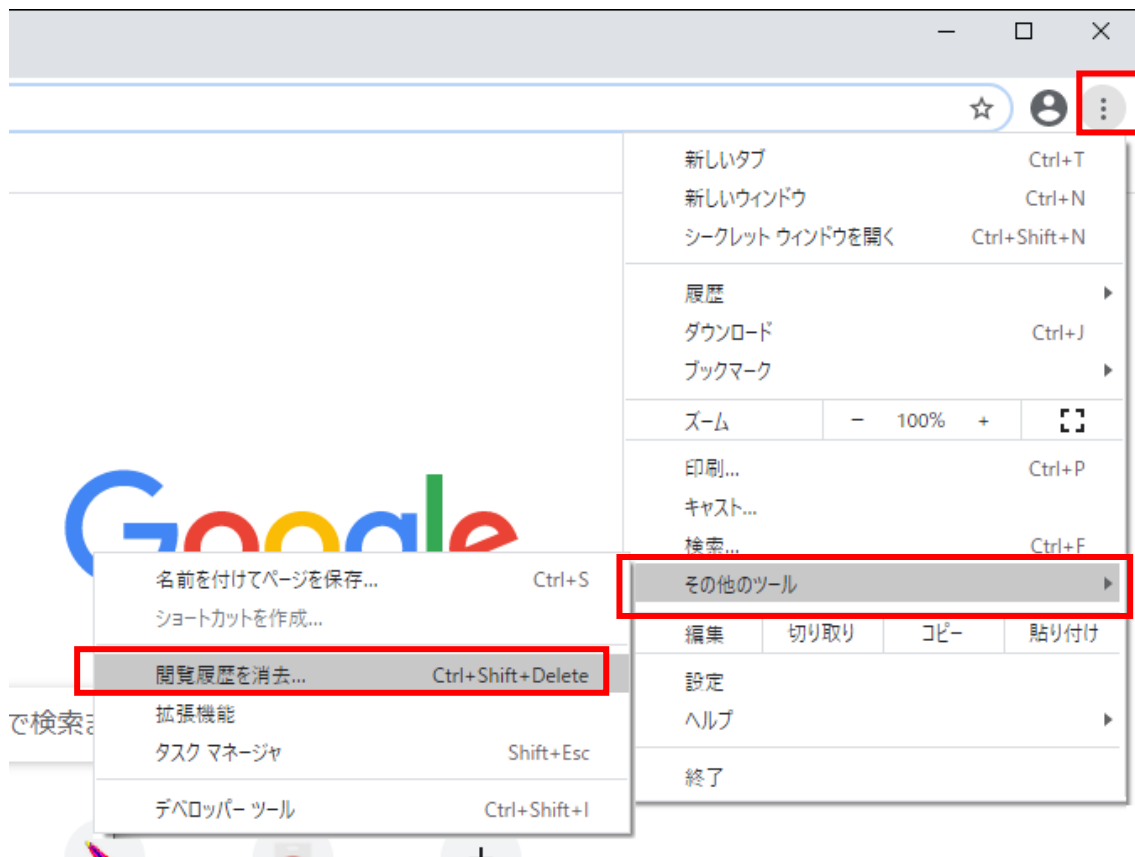 新しいタブ Ctrl+T
新しいウィンドウ Ctrl+N
シークレット ウィンドウを開く Ctrl+Shift+N
履歴
ダウンロード Ctrl+J
ブックマーク
ズーム − 100% +
印刷... Ctrl+P
キャスト...
検索... Ctrl+F
その他のツール
編集 切り取り コピー 貼り付け
設定
ヘルプ
終了
Google
名前を付けてページを保存... Ctrl+S
ショートカットを作成...
閲覧履歴を消去... Ctrl+Shift+Delete
拡張機能
タスク マネージャ Shift+Esc
デベロッパー ツール Ctrl+Shift+I
で検索